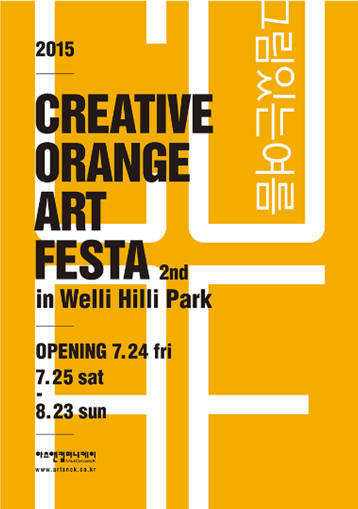 2015
CREATIVE
ORANGE
ART
FESTA 2nd
in Welli Hilli Park
OPENING 7.24 fri
7.25 sat
-
8.23 sun
아츠앤컴퍼니케이
www.artsnck.co.kr